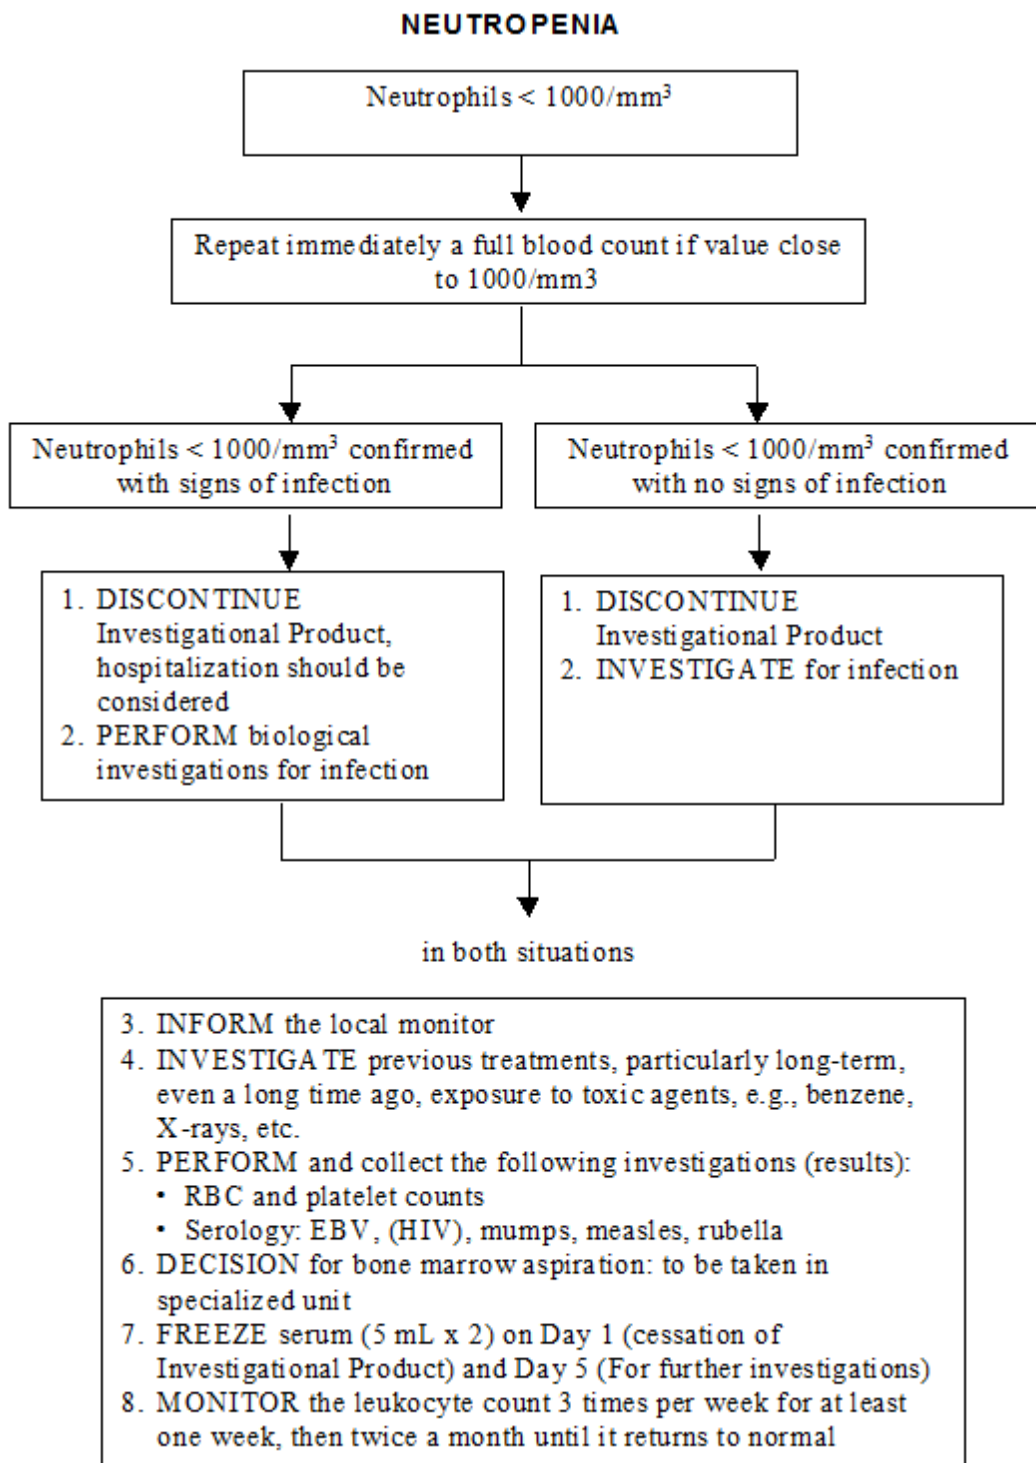 NEUTROPENIA
Neutrophils < 1000/mm³
Repeat immediately a full blood count if value close
to 1000/mm3
Neutrophils < 1000/mm³ confirmed
with signs of infection
Neutrophils < 1000/mm³ confirmed
with no signs of infection
1. DISCONTINUE
Investigational Product,
hospitalization should be
considered
2. PERFORM biological
investigations for infection
1. DISCONTINUE
Investigational Product
2. INVESTIGATE for infection
in both situations
3. INFORM the local monitor
4. INVESTIGATE previous treatments, particularly long-term,
even a long time ago, exposure to toxic agents, e.g., benzene,
X-rays, etc.
5. PERFORM and collect the following investigations (results):
• RBC and platelet counts
• Serology: EBV, (HIV), mumps, measles, rubella
6. DECISION for bone marrow aspiration: to be taken in
specialized unit
7. FREEZE serum (5 mL x 2) on Day 1 (cessation of
Investigational Product) and Day 5 (For further investigations)
8. MONITOR the leukocyte count 3 times per week for at least
one week, then twice a month until it returns to normal